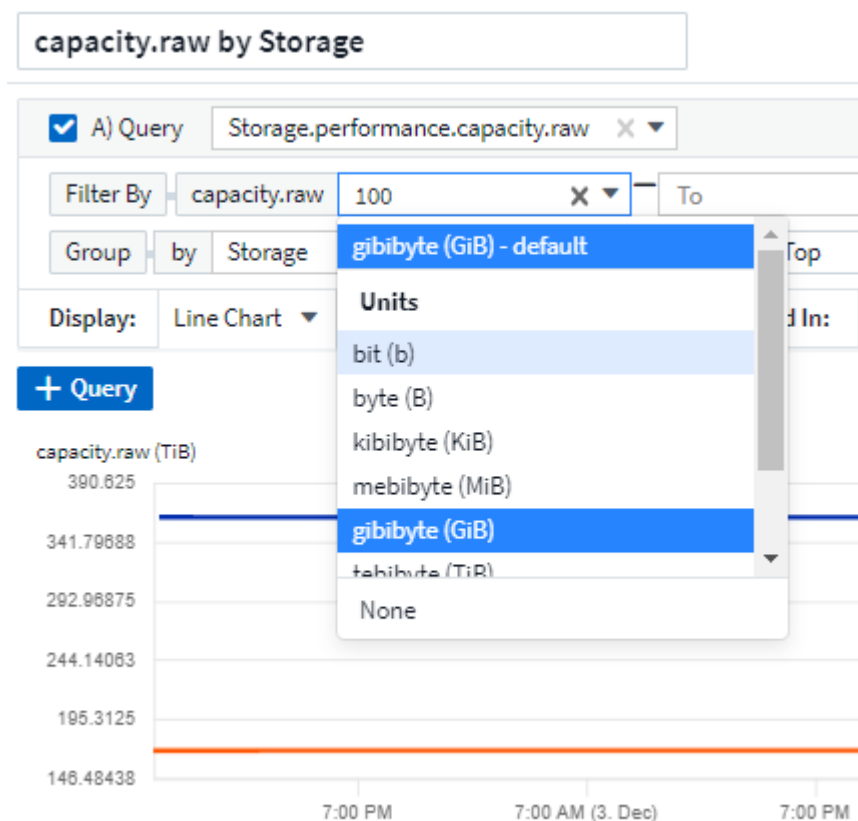 capacity.raw by Storage
A) Query Storage.performance.capacity.raw
Filter By capacity.raw 100 To
Group by Storage gibibyte (GiB) - default Top
Units
Display: Line Chart d In:
bit (b)
+ Query
byte (B)
kibibyte (KiB)
capacity.raw (TiB)
mebibyte (MiB)
390.625
gibibyte (GiB)
341.79688
tebibyte (TiB)
292.96875
None
244.14063
195.3125
146.48438
7:00 PM 7:00 AM (3. Dec) 7:00 PM